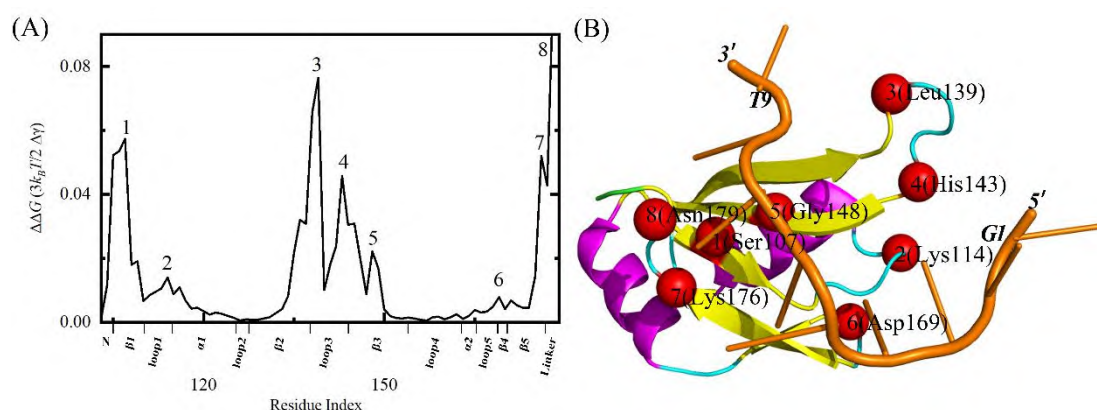 (A)
(B)
ΔΔG (3k_BT/2 Δγ)
0.08
0.04
0.00
1
2
3
4
5
6
7
8
N
β1
loop1
α1
loop2
β2
loop3
β3
loop4
α2
loop5
β4
β5
Linker
120
150
Residue Index
3'
T9
3(Leu139)
4(His143)
5'
G1
8(Asn179)
5(Gly148)
1(Ser107)
2(Lys114)
7(Lys176)
6(Asp169)